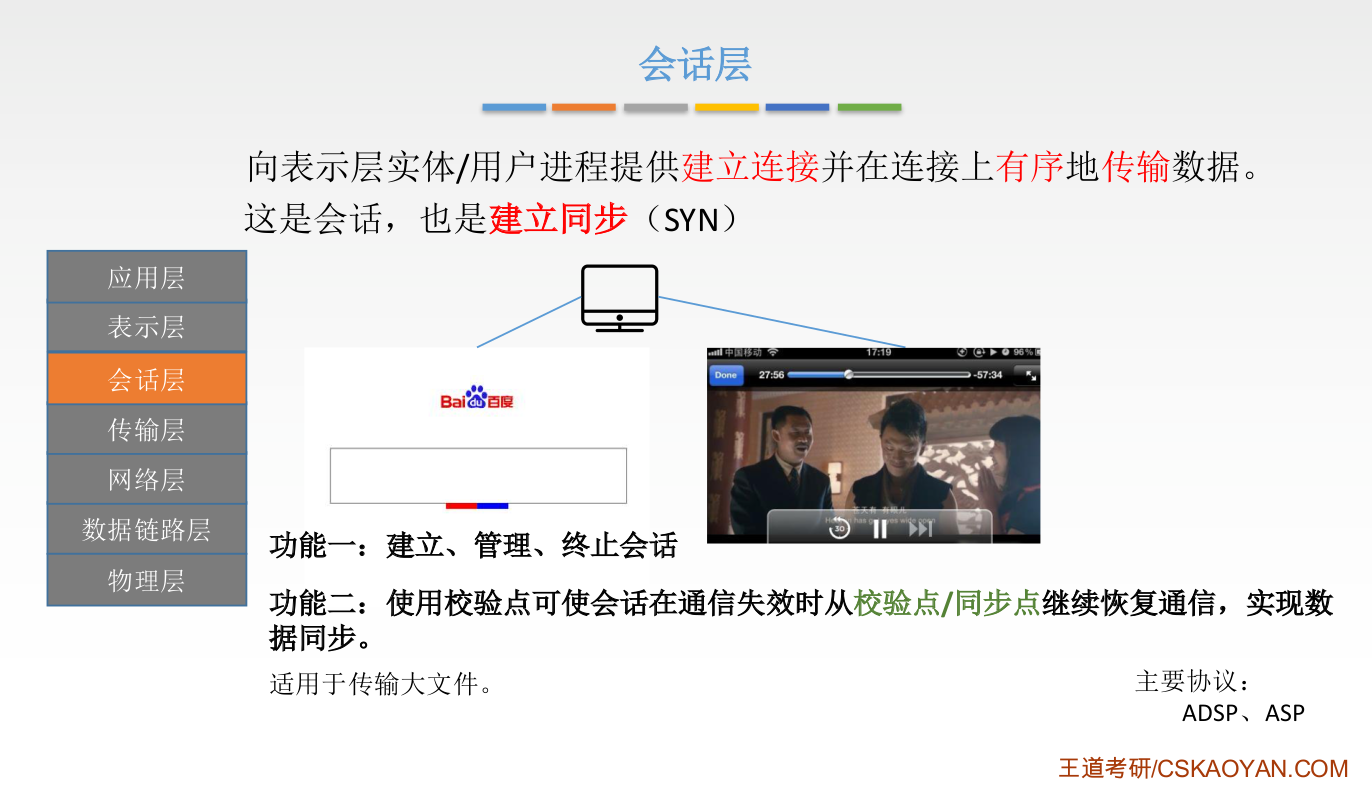 会话层
向表示层实体/用户进程提供建立连接并在连接上有序地传输数据。
这是会话，也是建立同步（SYN）
应用层
表示层
会话层
传输层
网络层
数据链路层
物理层
Bai du 百度
中国移动
17:19
96%
Done
27:56
-57:34
30
功能一：建立、管理、终止会话
功能二：使用校验点可使会话在通信失效时从校验点/同步点继续恢复通信，实现数
据同步。
适用于传输大文件。
主要协议：
ADSP、ASP
王道考研/CSKAOYAN.COM